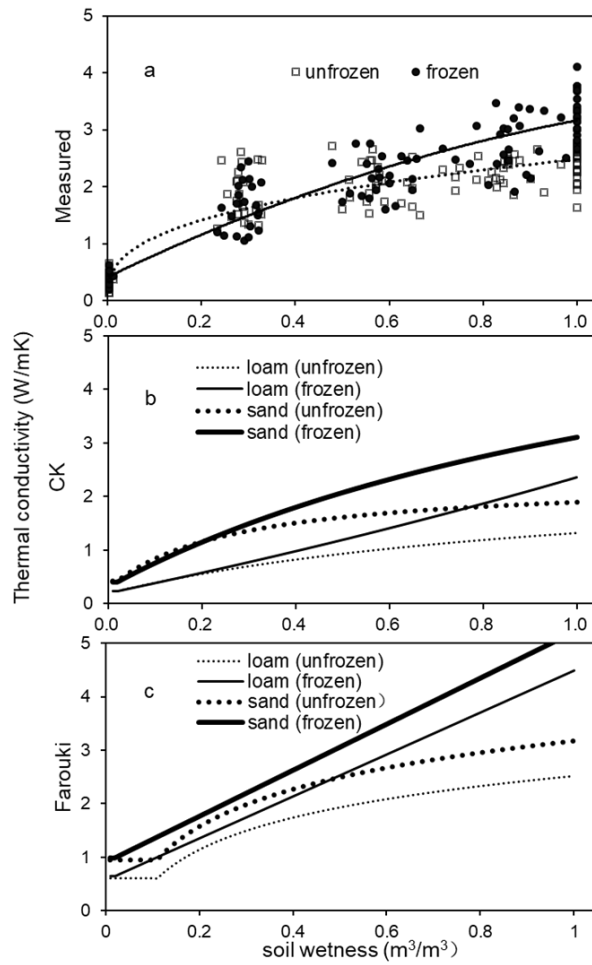 5
4
3
2
1
0
Measured
a
unfrozen
frozen
0.0
0.2
0.4
0.6
0.8
1.0
Thermal conductivity (W/mK)
5
4
3
2
1
0
CK
b
loam (unfrozen)
loam (frozen)
sand (unfrozen)
sand (frozen)
0.0
0.2
0.4
0.6
0.8
1.0
5
4
3
2
1
0
Farouki
c
loam (unfrozen)
loam (frozen)
sand (unfrozen）
sand (frozen)
0
0.2
0.4
0.6
0.8
1
soil wetness (m³/m³）